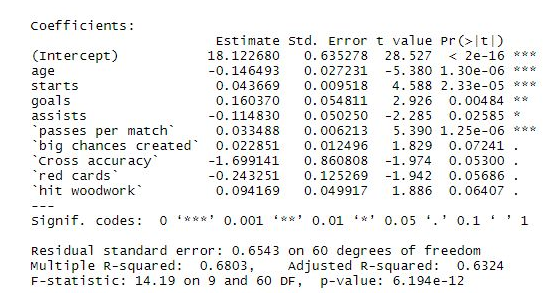 Coefficients:
Estimate Std. Error t value Pr(>|t|)
(Intercept) 18.122680 0.635278 28.527 < 2e-16 ***
age -0.146493 0.027231 -5.380 1.30e-06 ***
starts 0.043669 0.009518 4.588 2.33e-05 ***
goals 0.160370 0.054811 2.926 0.00484 **
assists -0.114830 0.050250 -2.285 0.02585 *
`passes per match` 0.033488 0.006213 5.390 1.25e-06 ***
`big chances created` 0.022851 0.012496 1.829 0.07241 .
`Cross accuracy` -1.699141 0.860808 -1.974 0.05300 .
`red cards` -0.243251 0.125269 -1.942 0.05686 .
`hit woodwork` 0.094169 0.049917 1.886 0.06407 .
---
Signif. codes: 0 ‘***’ 0.001 ‘**’ 0.01 ‘*’ 0.05 ‘.’ 0.1 ‘ ’ 1
Residual standard error: 0.6543 on 60 degrees of freedom
Multiple R-squared: 0.6803, Adjusted R-squared: 0.6324
F-statistic: 14.19 on 9 and 60 DF, p-value: 6.194e-12